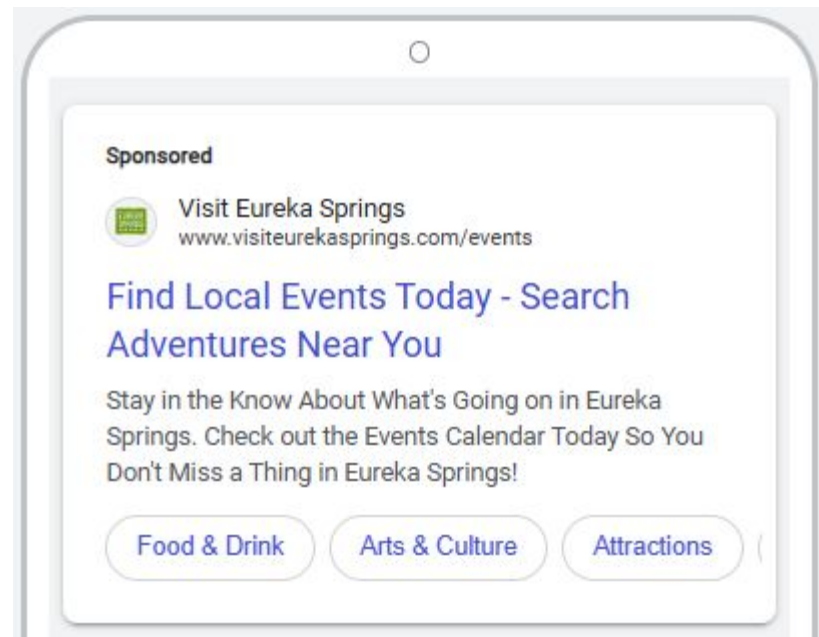 Sponsored
Visit Eureka Springs
www.visiteurekasprings.com/events
Find Local Events Today - Search
Adventures Near You
Stay in the Know About What's Going on in Eureka
Springs. Check out the Events Calendar Today So You
Don't Miss a Thing in Eureka Springs!
Food & Drink Arts & Culture Attractions